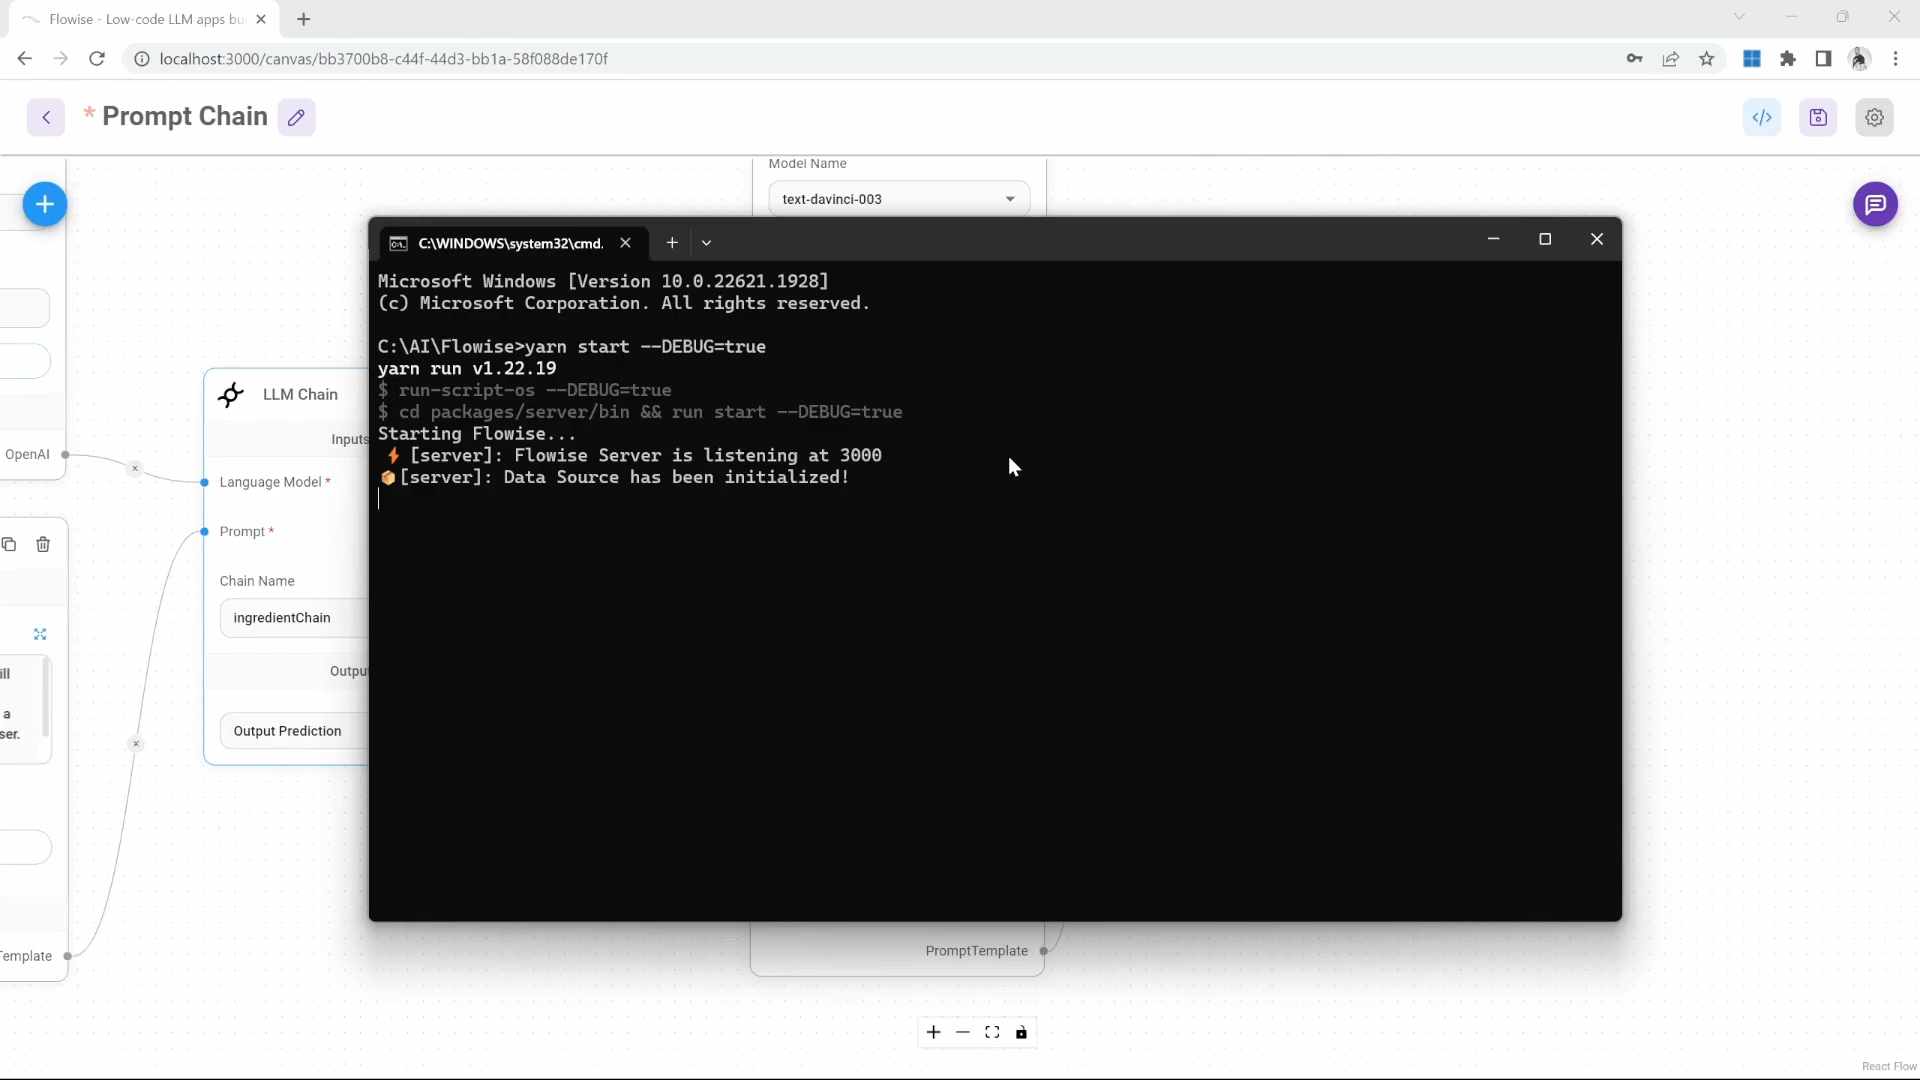 Flowise - Low-code LLM apps bu
localhost:3000/canvas/bb3700b8-c44f-44d3-bb1a-58f088de170f
* Prompt Chain
Model Name
text-davinci-003
C:\WINDOWS\system32\cmd.
Microsoft Windows [Version 10.0.22621.1928]
(c) Microsoft Corporation. All rights reserved.
C:\AI\Flowise>yarn start --DEBUG=true
yarn run v1.22.19
$ run-script-os --DEBUG=true
$ cd packages/server/bin && run start --DEBUG=true
Starting Flowise...
⚡ [server]: Flowise Server is listening at 3000
📦[server]: Data Source has been initialized!
OpenAI
LLM Chain
Inputs
Language Model *
Prompt *
Chain Name
ingredientChain
Output
Output Prediction
ill
a
ser.
Template
PromptTemplate
React Flow